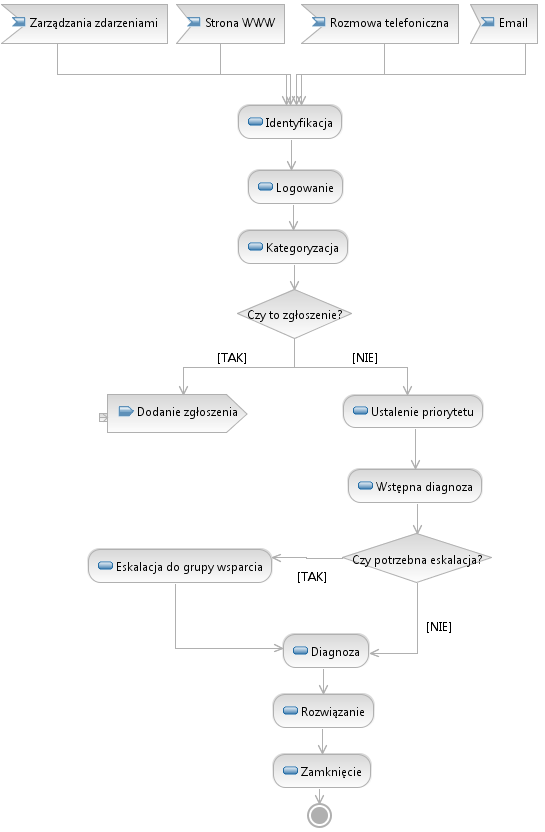 Zarządzania zdarzeniami
Strona WWW
Rozmowa telefoniczna
Email
Identyfikacja
Logowanie
Kategoryzacja
Czy to zgłoszenie?
[TAK]
[NIE]
Dodanie zgłoszenia
Ustalenie priorytetu
Wstępna diagnoza
Czy potrzebna eskalacja?
Eskalacja do grupy wsparcia
[TAK]
[NIE]
Diagnoza
Rozwiązanie
Zamknięcie